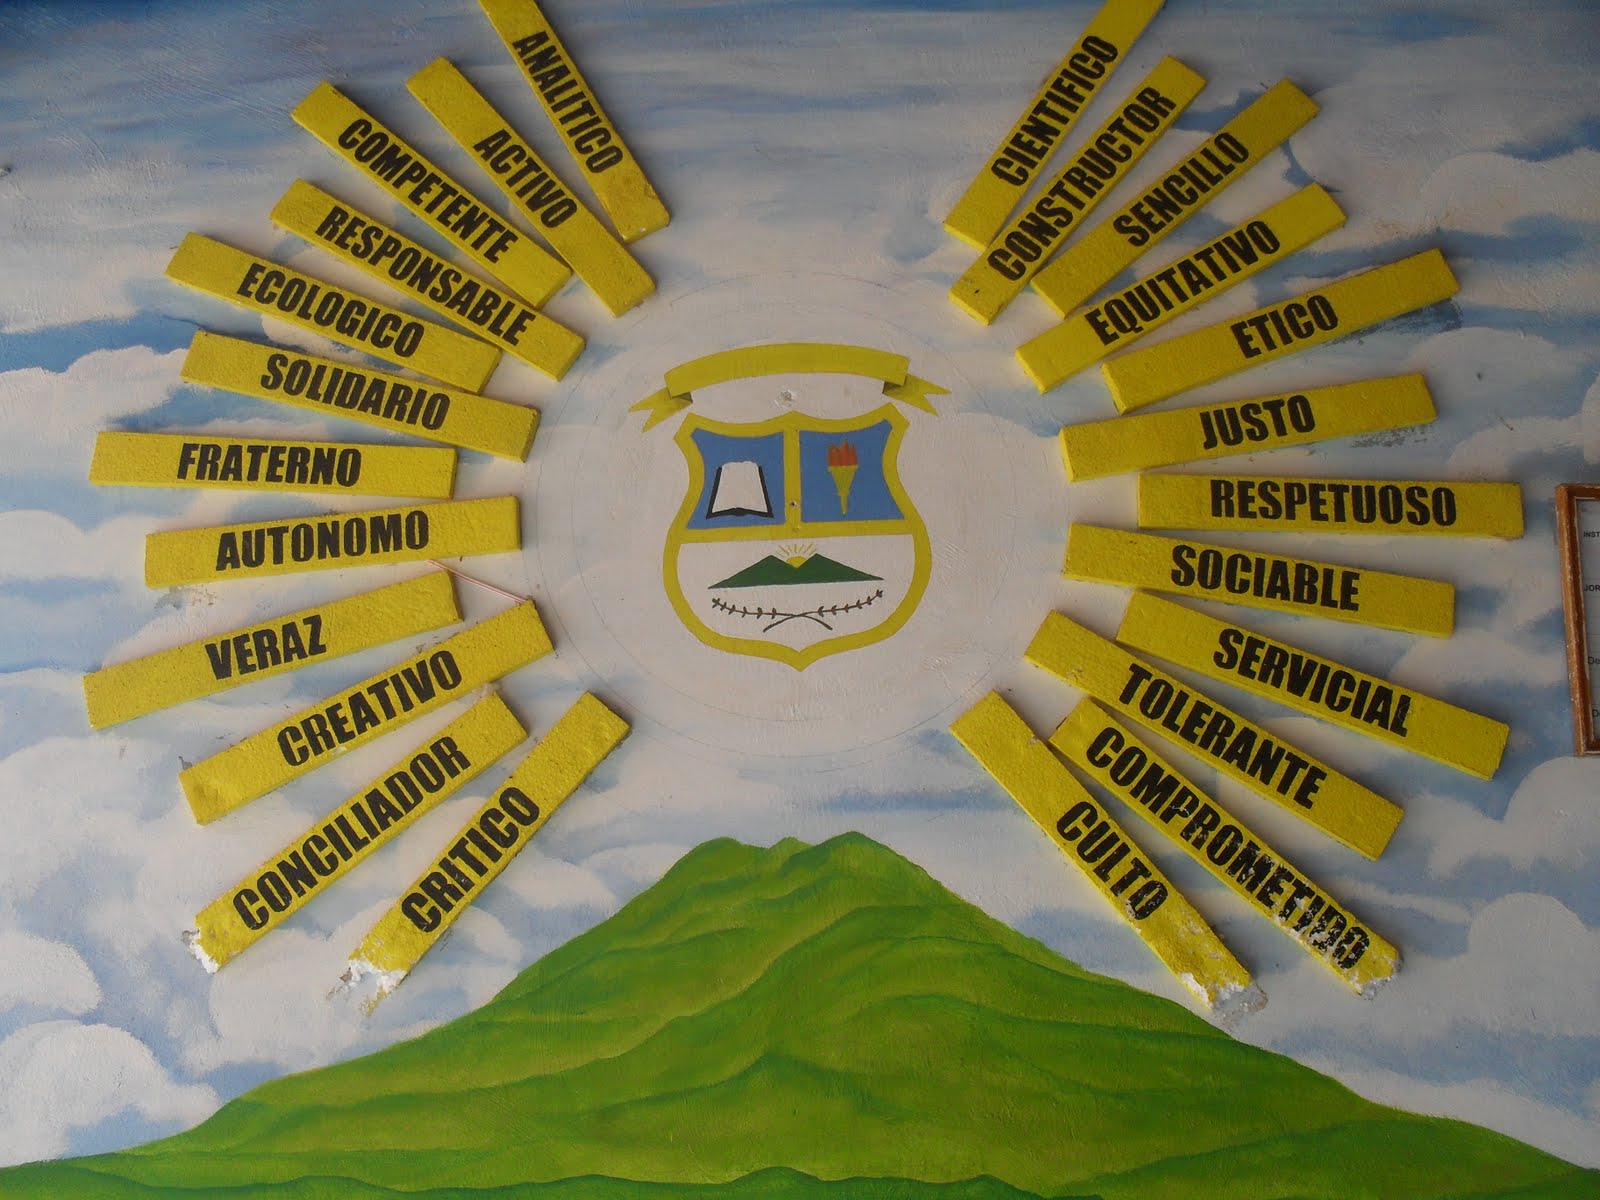 ANALITICO
ACTIVO
COMPETENTE
RESPONSABLE
ECOLOGICO
SOLIDARIO
FRATERNO
AUTONOMO
VERAZ
CREATIVO
CONCILIADOR
CRITICO
CIENTIFICO
CONSTRUCTOR
SENCILLO
EQUITATIVO
ETICO
JUSTO
RESPETUOSO
SOCIABLE
SERVICIAL
TOLERANTE
COMPROMETIDO
CULTO